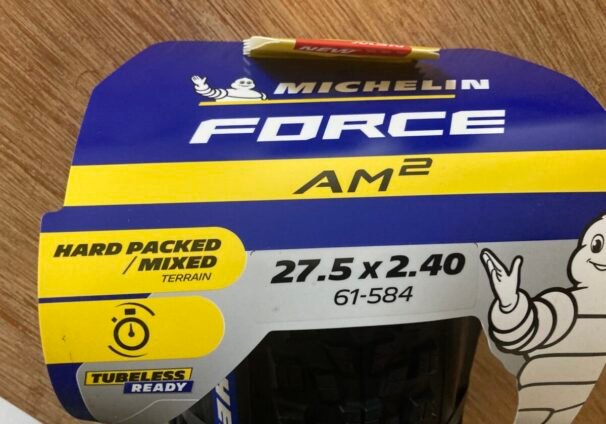 NEW
MICHELIN
FORCE
AM²
HARD PACKED
/ MIXED
TERRAIN
27.5 x 2.40
61-584
TUBELESS
READY